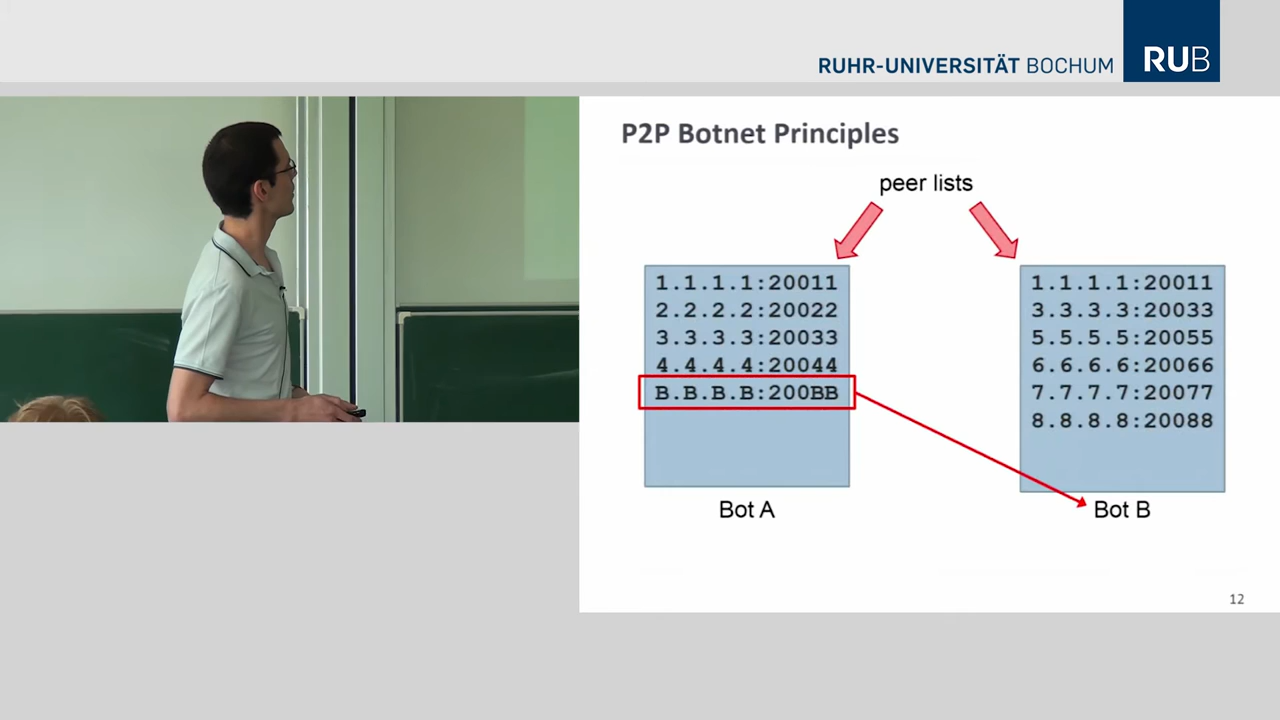 RUHR-UNIVERSITÄT BOCHUM
RUB
P2P Botnet Principles
peer lists
1.1.1.1:20011
2.2.2.2:20022
3.3.3.3:20033
4.4.4.4:20044
B.B.B.B:200BB
Bot A
1.1.1.1:20011
3.3.3.3:20033
5.5.5.5:20055
6.6.6.6:20066
7.7.7.7:20077
8.8.8.8:20088
Bot B
12